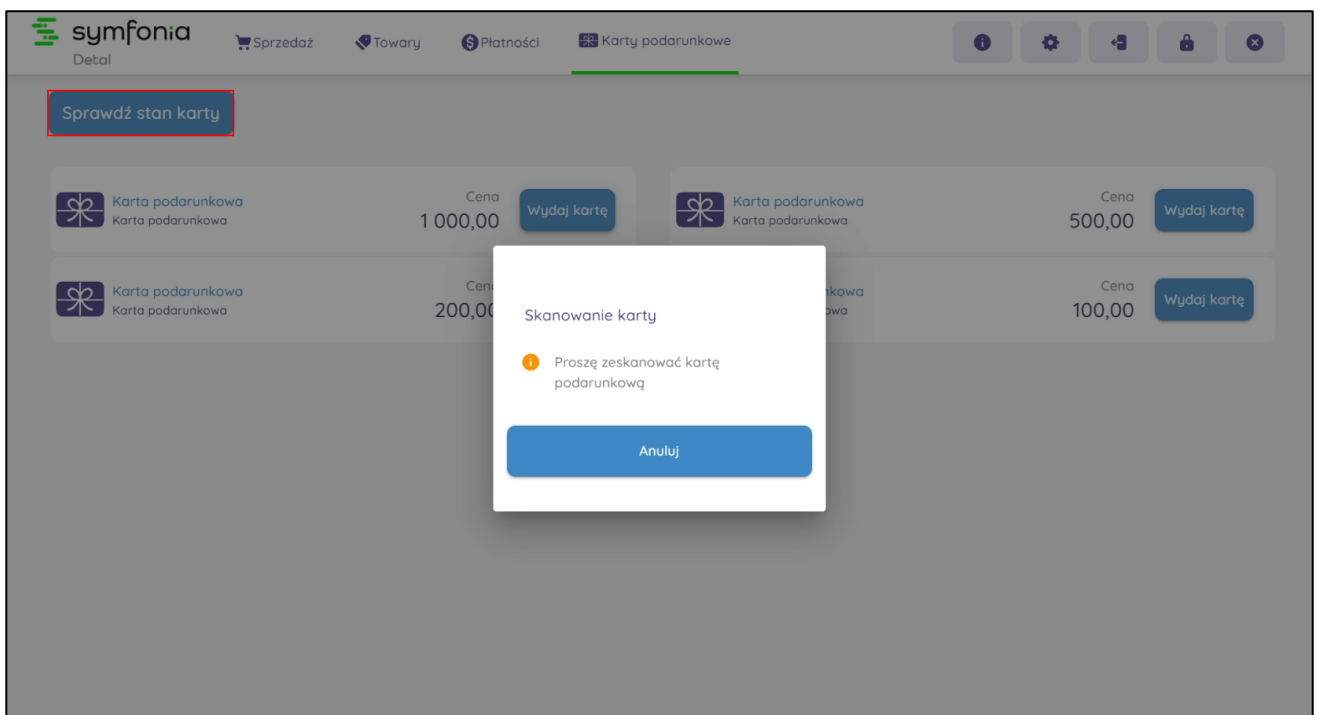 symfonia
Detal
Sprzedaż
Towary
Płatności
Karty podarunkowe
Sprawdź stan karty
Karta podarunkowa
Karta podarunkowa
Cena
1 000,00
Wydaj kartę
Karta podarunkowa
Karta podarunkowa
Cena
500,00
Wydaj kartę
Karta podarunkowa
Karta podarunkowa
Cena
200,00
Cena
100,00
Wydaj kartę
Skanowanie karty
Proszę zeskanować kartę
podarunkową
Anuluj